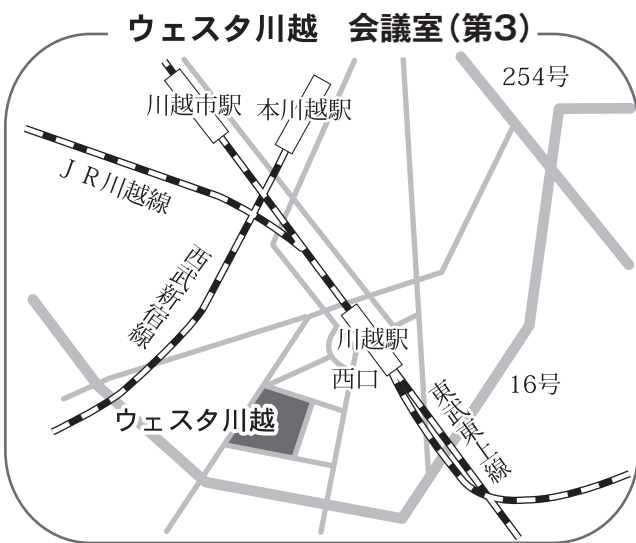 ウェスタ川越　会議室（第3）
254号
川越市駅
本川越駅
ＪＲ川越線
西武新宿線
川越駅
西口
16号
東武東上線
ウェスタ川越